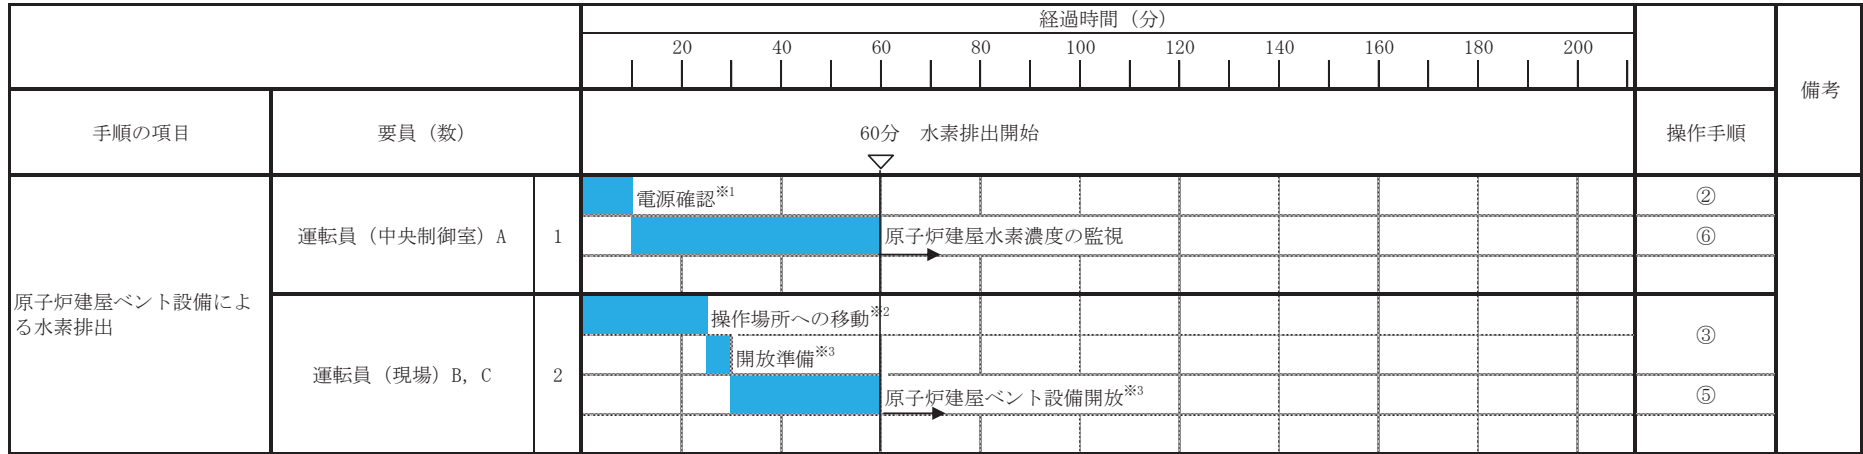 経過時間（分）
20 40 60 80 100 120 140 160 180 200
備考
手順の項目 要員（数） 60分 水素排出開始 操作手順
原子炉建屋ベント設備によ
る水素排出
運転員（中央制御室）A 1
電源確認※1 ②
原子炉建屋水素濃度の監視 ⑥
運転員（現場）B, C 2
操作場所への移動※2 ③
開放準備※3
原子炉建屋ベント設備開放※3 ⑤